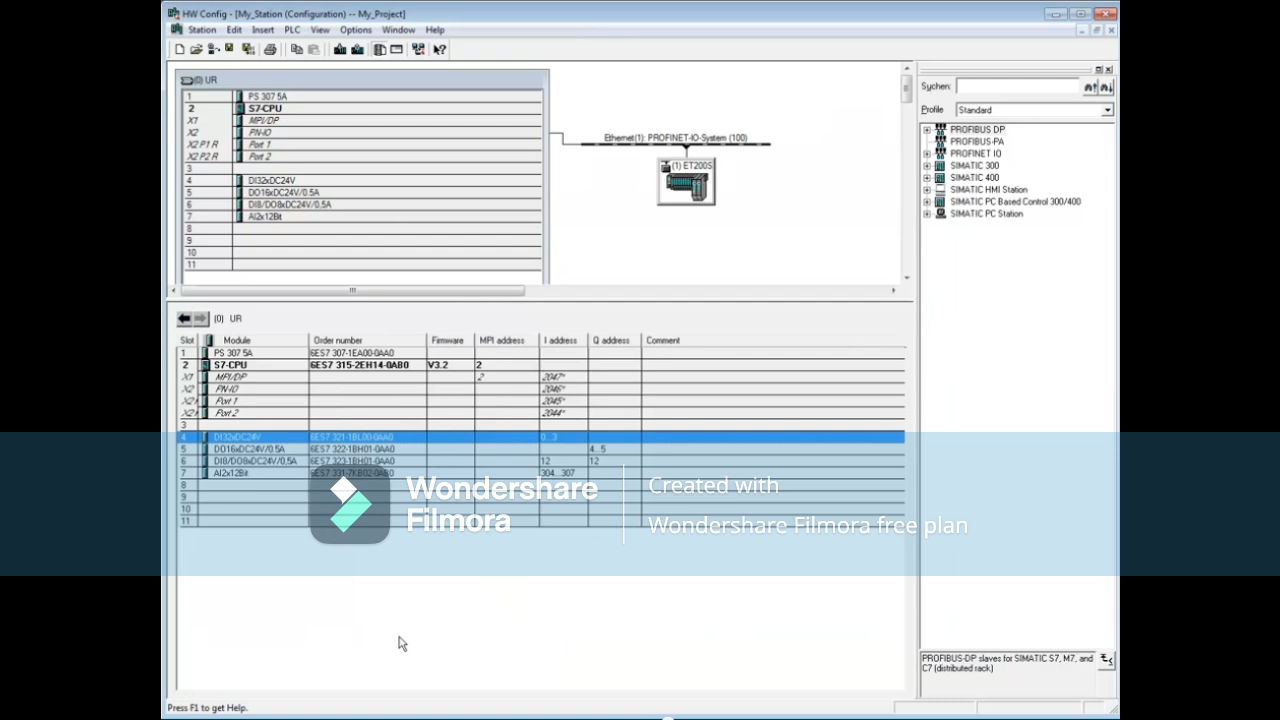 HW Config - [My_Station (Configuration) -- My_Project]
Station Edit Insert PLC View Options Window Help
(0) UR
1 PS 307 5A
2 S7-CPU
X1 MPI/DP
X2 PN-IO
X2 P1 R Port 1
X2 P2 R Port 2
3
4 DI32xDC24V
5 DO16xDC24V/0.5A
6 DI8/DO8xDC24V/0.5A
7 AI2x12Bit
8
9
10
11
Ethernet(1): PROFINET-IO-System (100)
(1) ET200S
Suchen:
Profile Standard
PROFIBUS DP
PROFIBUS-PA
PROFINET IO
SIMATIC 300
SIMATIC 400
SIMATIC HMI Station
SIMATIC PC Based Control 300/400
SIMATIC PC Station
(0) UR
Slot Module Order number Firmware MPI address I address Q address Comment
1 PS 307 5A 6ES7 307-1EA00-0AA0
2 S7-CPU 6ES7 315-2EH14-0AB0 V3.2 2
X1 MPI/DP 2 2047*
X2 PN-IO 2046*
X2 Port 1 2045*
X2 Port 2 2044*
3
4 DI32xDC24V 6ES7 321-1BL00-0AA0 0...3
5 DO16xDC24V/0.5A 6ES7 322-1BH01-0AA0 4...5
6 DI8/DO8xDC24V/0.5A 6ES7 323-1BH01-0AA0 12 12
7 AI2x12Bit 6ES7 331-7KB02-0AB0 304...307
8
9
10
11
Wondershare
Filmora
Created with
Wondershare Filmora free plan
PROFIBUS-DP slaves for SIMATIC S7, M7, and
C7 (distributed rack)
Press F1 to get Help.